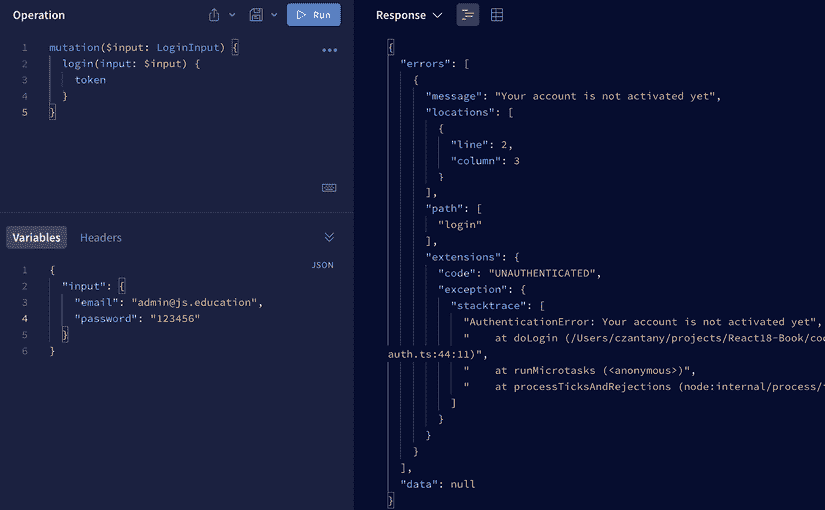 Operation
Run
1 mutation($input: LoginInput) {
2 login(input: $input) {
3 token
4 }
5 }
Variables
Headers
JSON
1 {
2 "input": {
3 "email": "admin@js.education",
4 "password": "123456"
5 }
6 }
Response
{
"errors": [
{
"message": "Your account is not activated yet",
"locations": [
{
"line": 2,
"column": 3
}
],
"path": [
"login"
],
"extensions": {
"code": "UNAUTHENTICATED",
"exception": {
"stacktrace": [
"AuthenticationError: Your account is not activated yet",
" at doLogin (/Users/czantany/projects/React18-Book/co
auth.ts:44:11)",
" at runMicrotasks (<anonymous>)",
" at processTicksAndRejections (node:internal/process/
]
}
}
}
],
"data": null
}